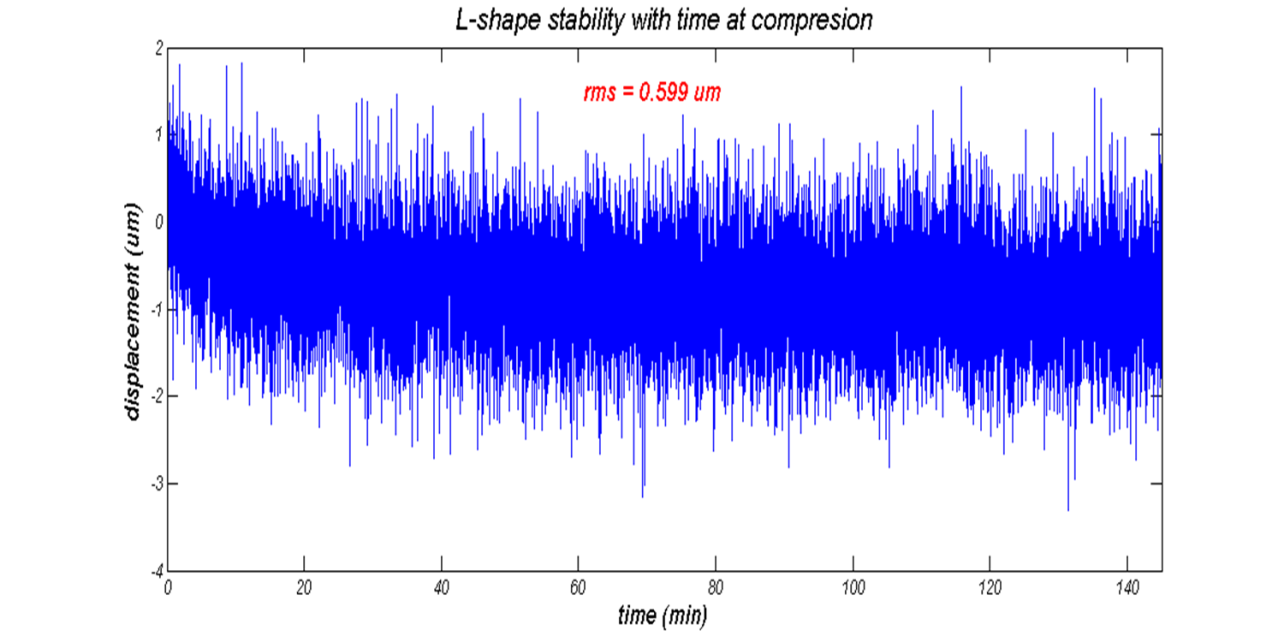 L-shape stability with time at compresion
rms = 0.599 um
displacement (um)
2
1
0
-1
-2
-3
-4
0 20 40 60 80 100 120 140
time (min)